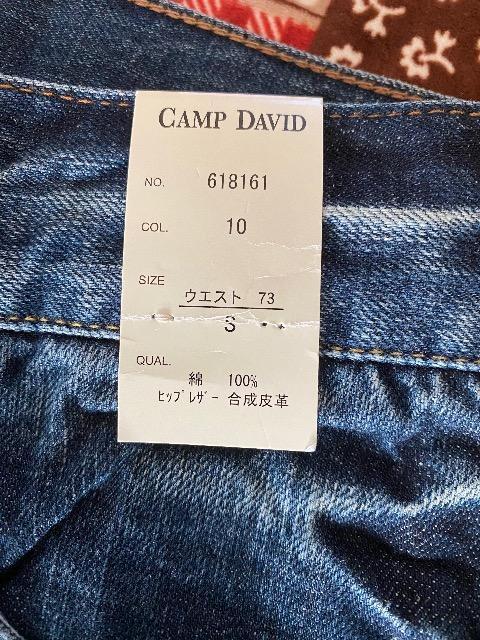 CAMP DAVID
NO. 618161
COL. 10
SIZE
ウエスト 73
S
QUAL.
綿 100%
ﾋｯﾌﾟﾚｻﾞｰ 合成皮革